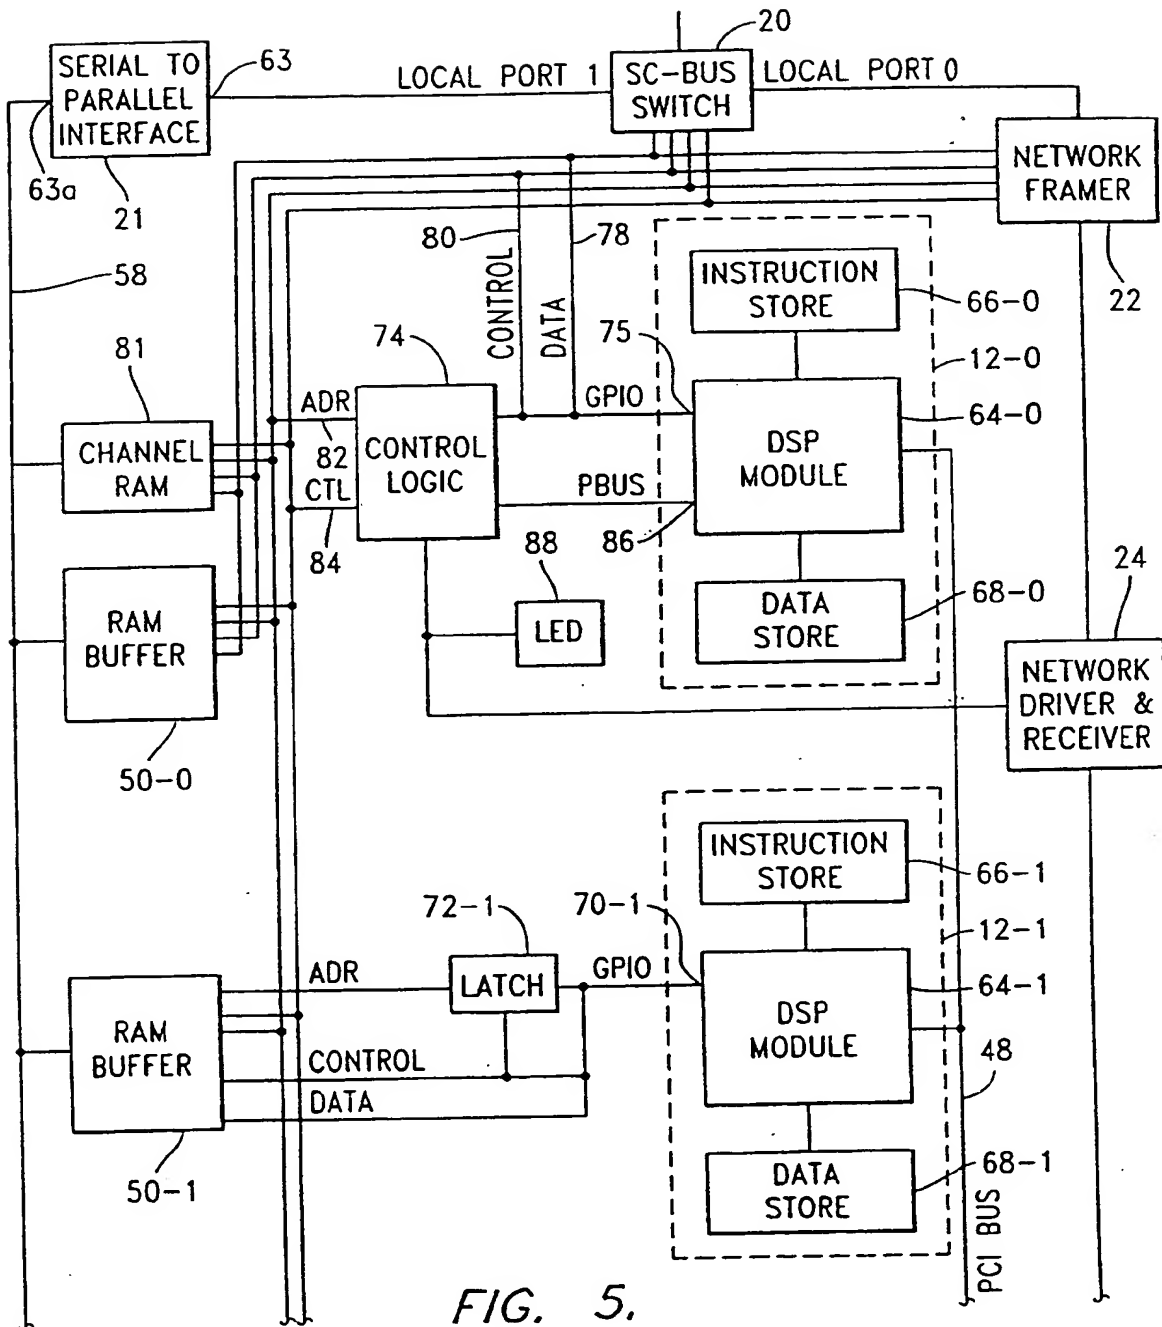 20
SERIAL TO
PARALLEL
INTERFACE
63
LOCAL PORT 1
SC-BUS
SWITCH
LOCAL PORT 0
63a
21
NETWORK
FRAMER
22
58
80
78
CONTROL
DATA
INSTRUCTION
STORE
66-0
12-0
81
74
75
ADR
82
GPIO
64-0
CHANNEL
RAM
CONTROL
LOGIC
DSP
MODULE
CTL
84
PBUS
86
88
24
RAM
BUFFER
LED
DATA
STORE
68-0
NETWORK
DRIVER &
RECEIVER
50-0
INSTRUCTION
STORE
66-1
72-1
70-1
12-1
ADR
LATCH
GPIO
64-1
RAM
BUFFER
DSP
MODULE
CONTROL
48
DATA
50-1
DATA
STORE
68-1
PCI BUS
FIG. 5.